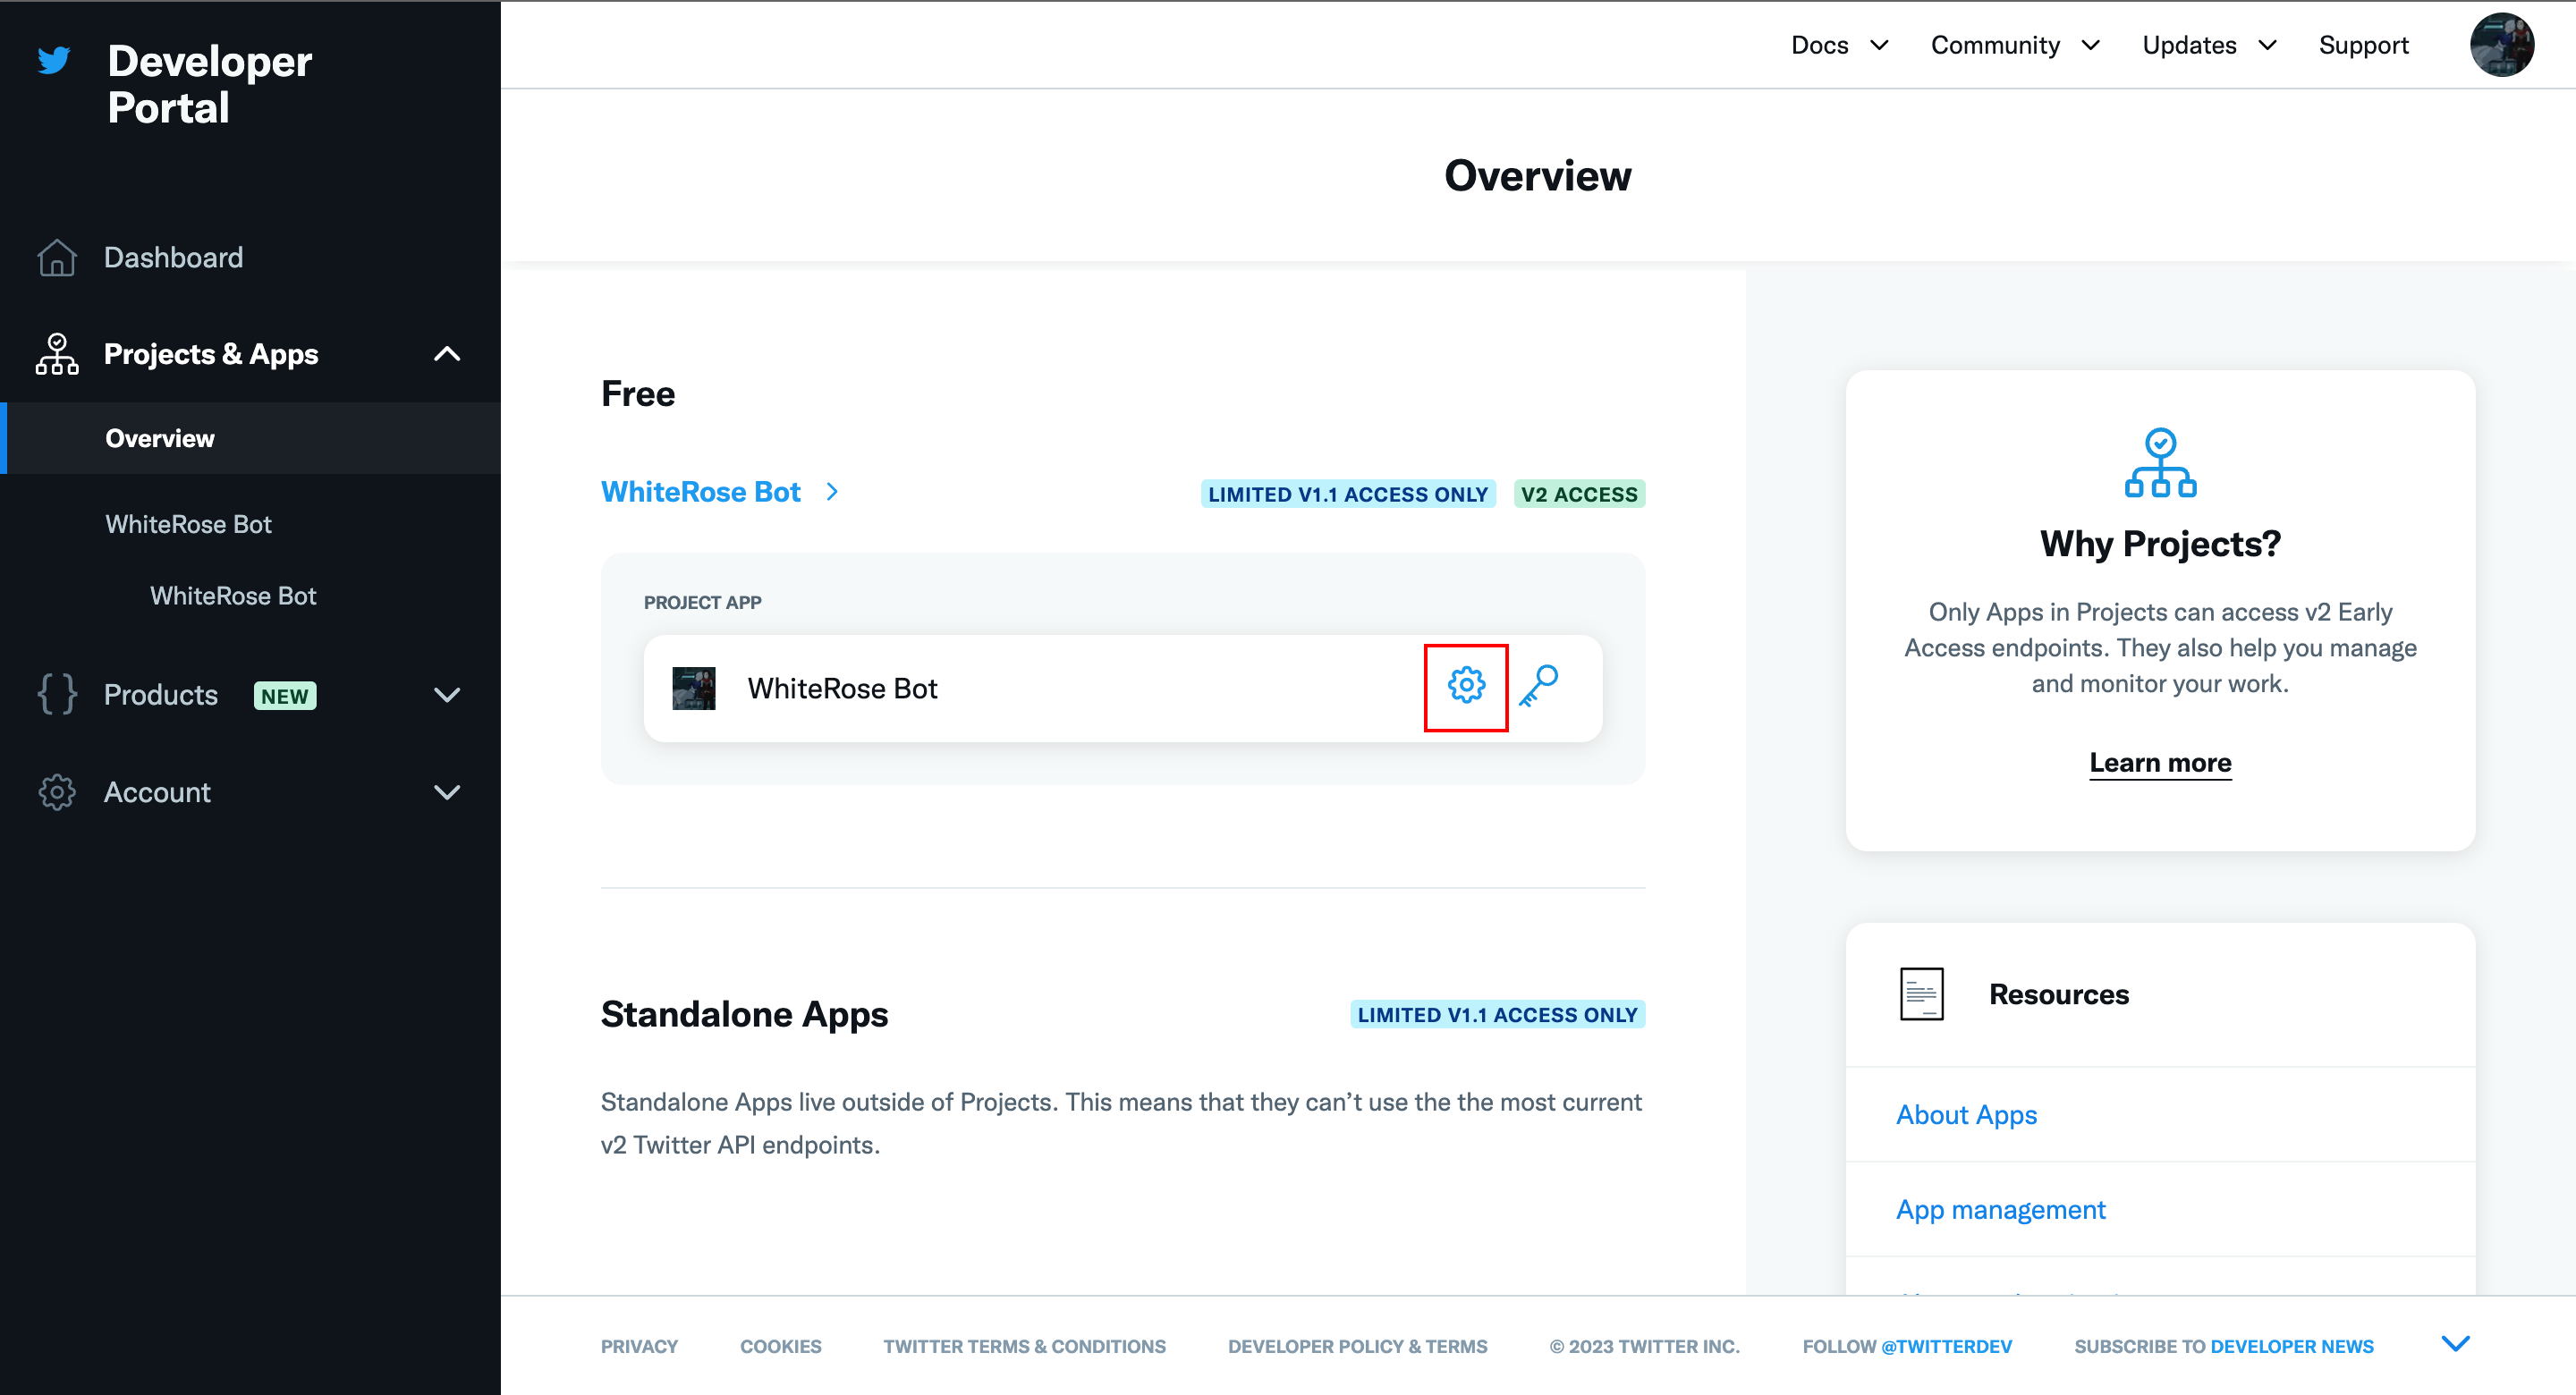 Developer
Portal
Docs
Community
Updates
Support
Overview
Dashboard
Projects & Apps
Overview
WhiteRose Bot
WhiteRose Bot
Products NEW
Account
Free
WhiteRose Bot
LIMITED V1.1 ACCESS ONLY
V2 ACCESS
PROJECT APP
WhiteRose Bot
Standalone Apps
LIMITED V1.1 ACCESS ONLY
Standalone Apps live outside of Projects. This means that they can’t use the the most current
v2 Twitter API endpoints.
Why Projects?
Only Apps in Projects can access v2 Early
Access endpoints. They also help you manage
and monitor your work.
Learn more
Resources
About Apps
App management
PRIVACY
COOKIES
TWITTER TERMS & CONDITIONS
DEVELOPER POLICY & TERMS
© 2023 TWITTER INC.
FOLLOW @TWITTERDEV
SUBSCRIBE TO DEVELOPER NEWS